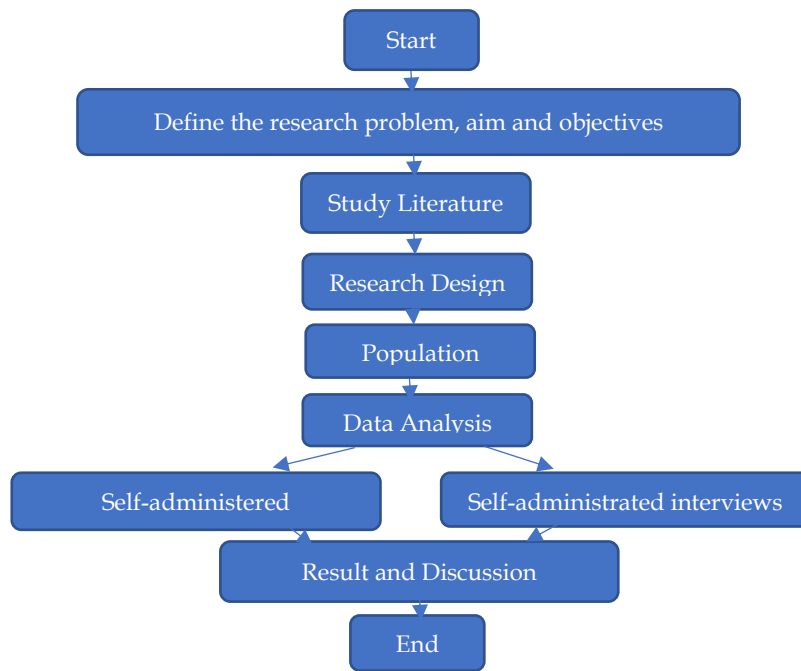 Start
Define the research problem, aim and objectives
Study Literature
Research Design
Population
Data Analysis
Self-administered
Self-administrated interviews
Result and Discussion
End